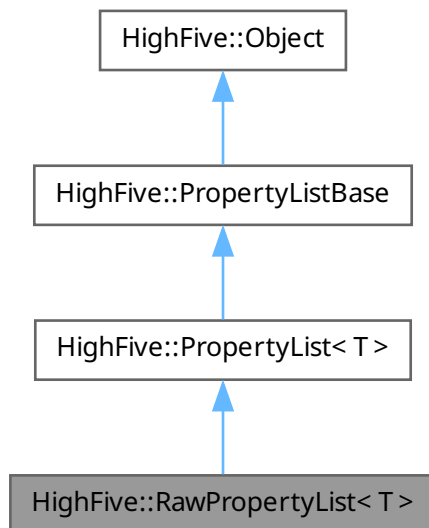 HighFive::Object
HighFive::PropertyListBase
HighFive::PropertyList< T >
HighFive::RawPropertyList< T >